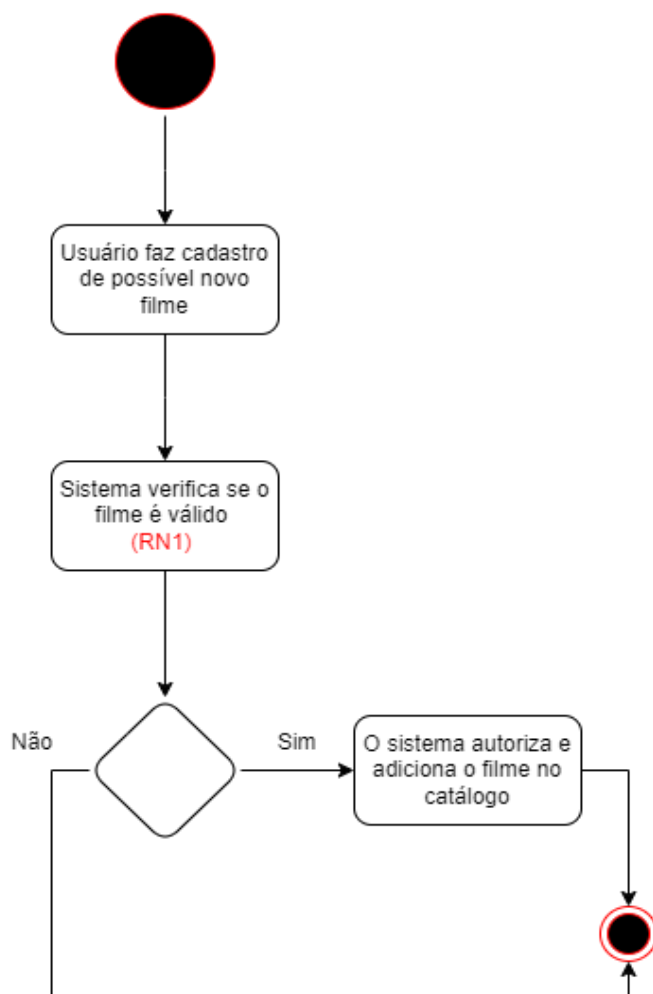 Usuário faz cadastro
de possível novo
filme
Sistema verifica se o
filme é válido
(RN1)
Não
Sim
O sistema autoriza e
adiciona o filme no
catálogo